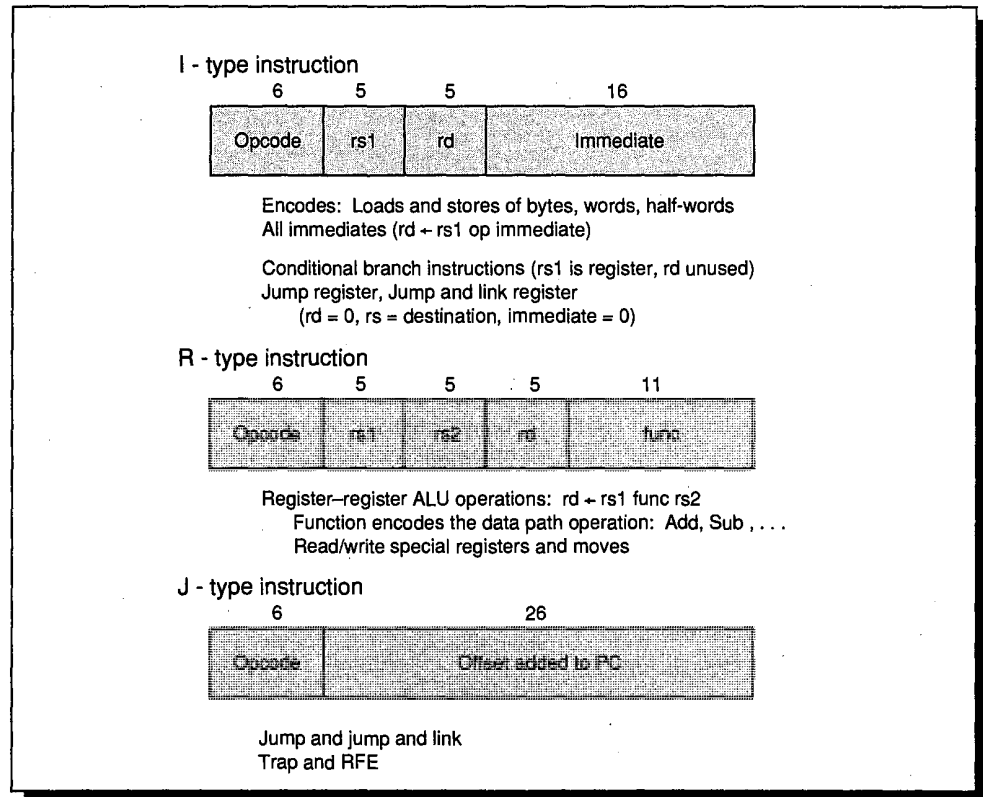 I - type instruction
6 5 5 16
Opcode rs1 rd Immediate
Encodes: Loads and stores of bytes, words, half-words
All immediates (rd ← rs1 op immediate)
Conditional branch instructions (rs1 is register, rd unused)
Jump register, Jump and link register
(rd = 0, rs = destination, immediate = 0)
R - type instruction
6 5 5 5 11
Opcode rs1 rs2 rd func
Register–register ALU operations: rd ← rs1 func rs2
Function encodes the data path operation: Add, Sub , . . .
Read/write special registers and moves
J - type instruction
6 26
Opcode Offset added to PC
Jump and jump and link
Trap and RFE